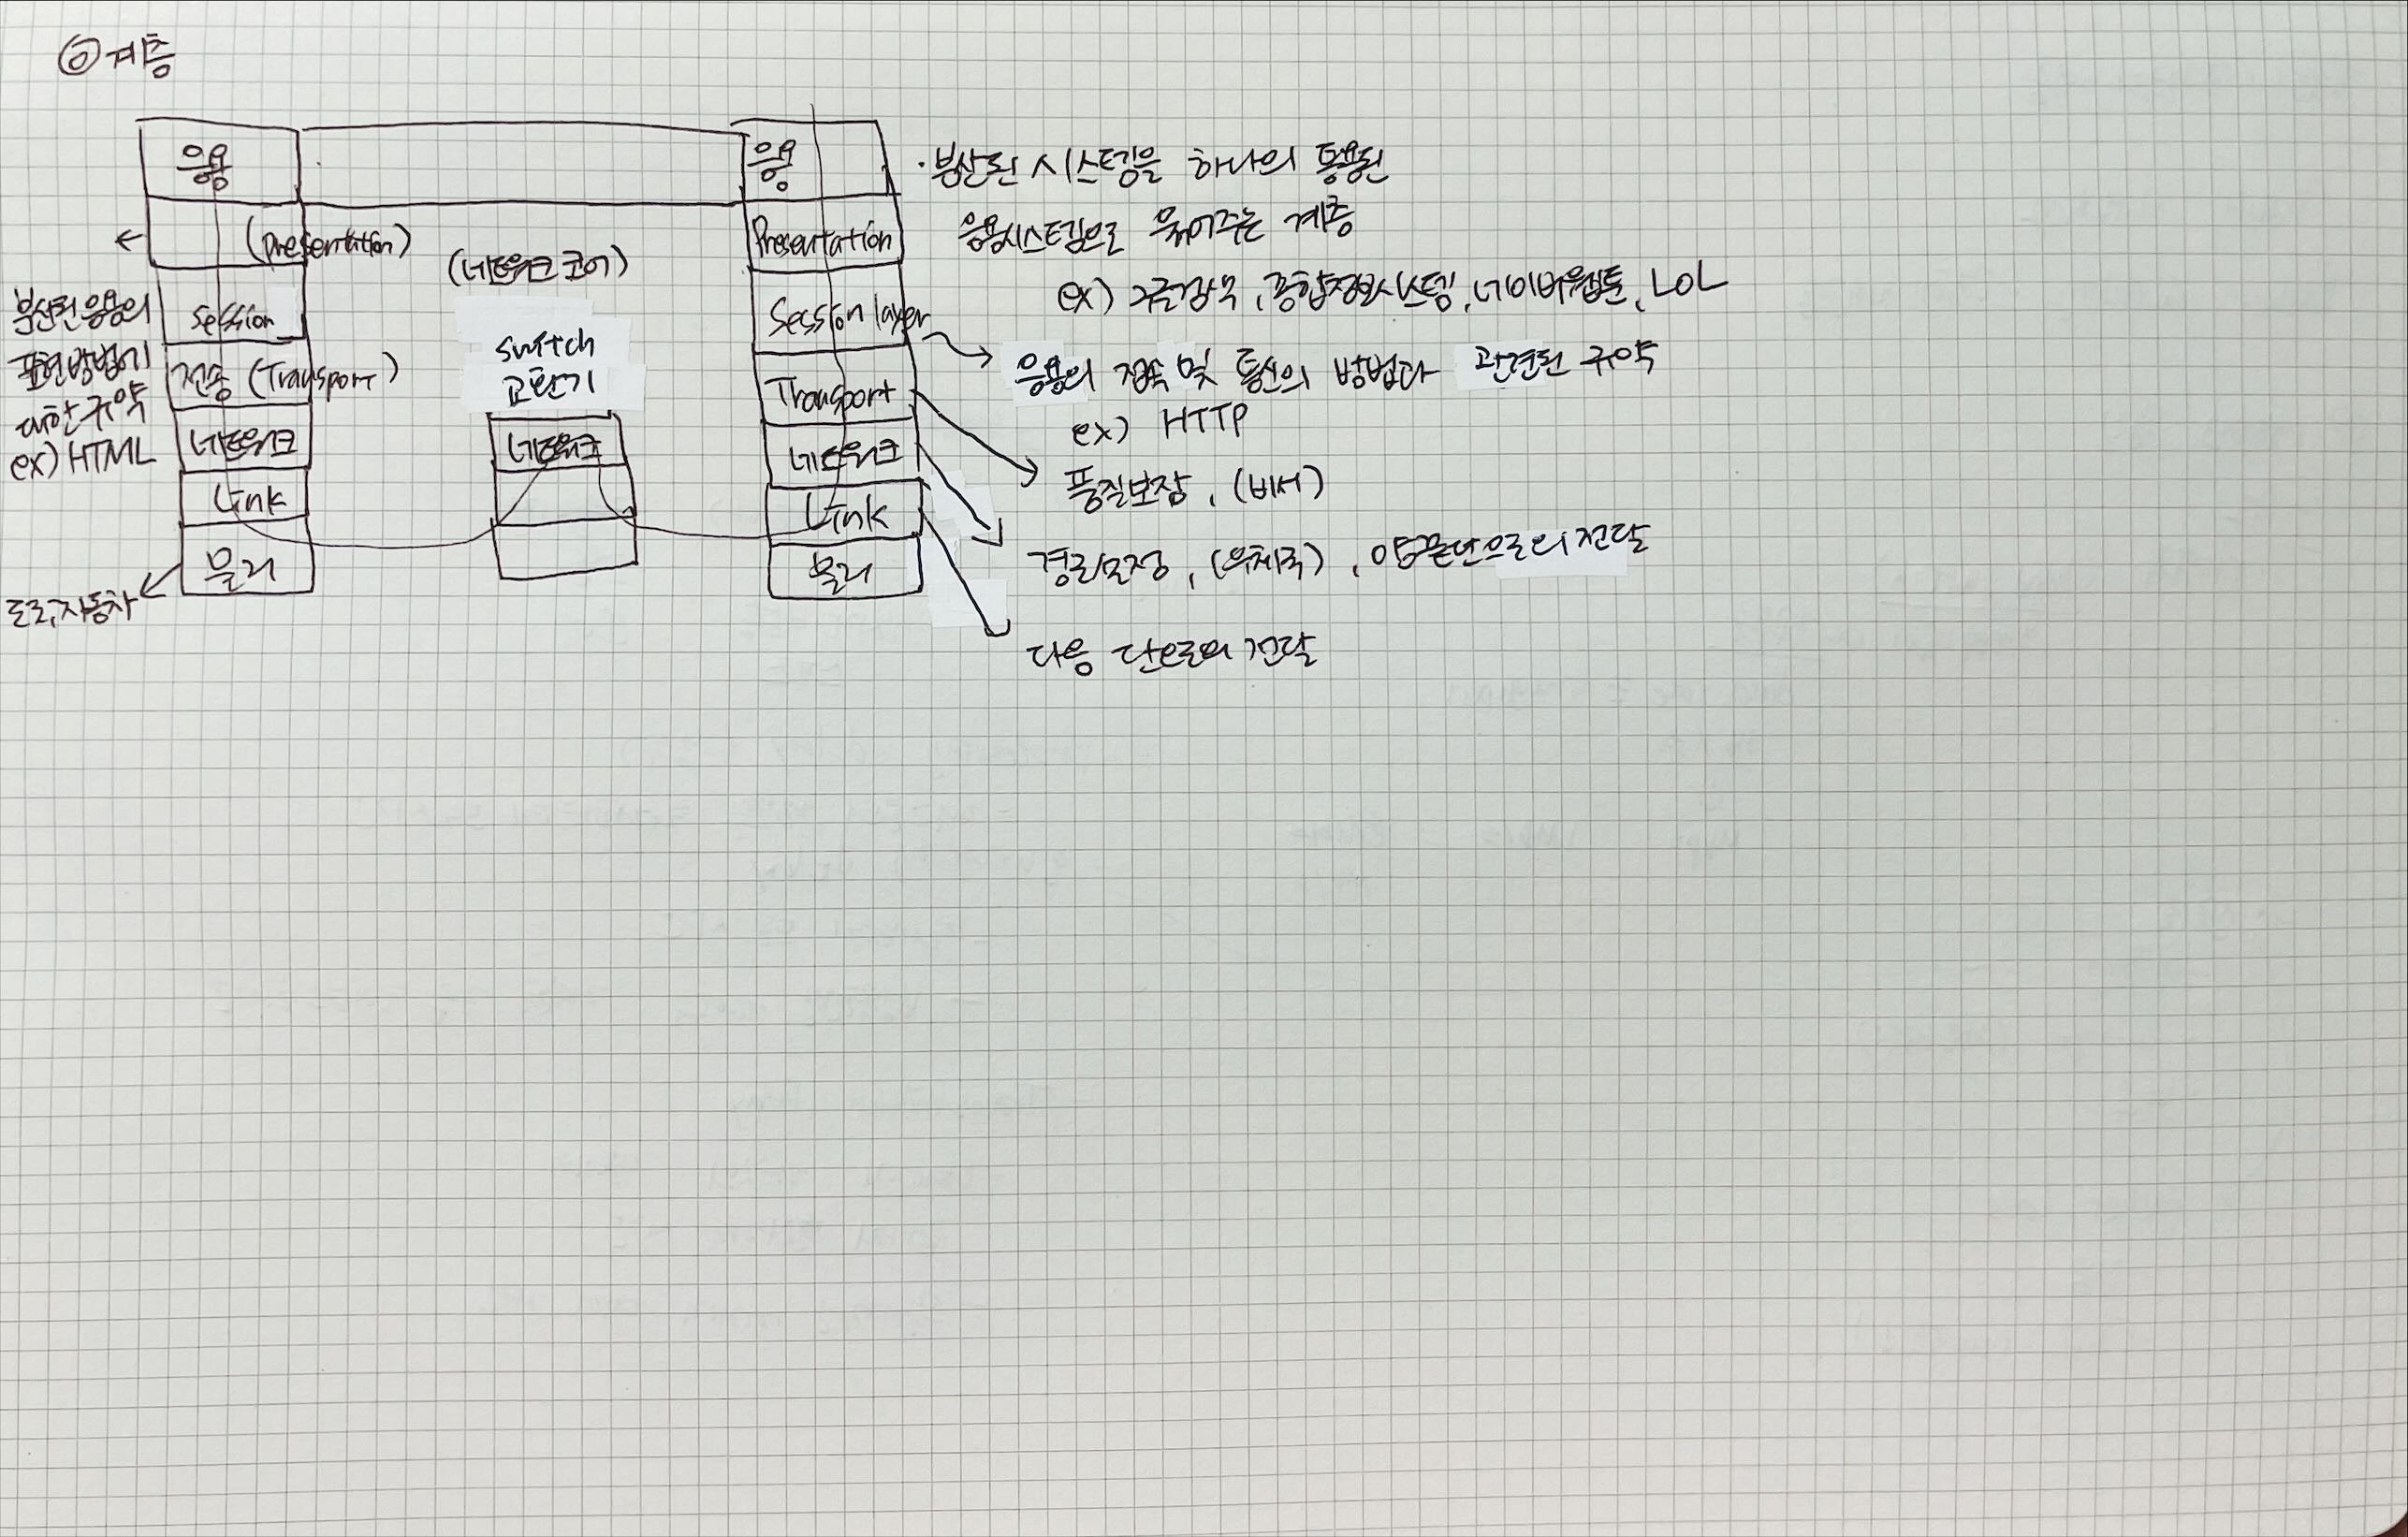 ⑥ 계층
응용
(presentation)
session
전송 (Transport)
네트워크
Link
물리
분산된 응용의
표현방법에
대한 규약
ex) HTML
도로, 자동차
(네트워크 코어)
switch
교환기
네트워크
응용
Presentation
Session layer
Transport
네트워크
Link
물리
· 분산된 시스템을 하나의 통용된
응용시스템으로 묶어주는 계층
ex) 구글검색, 종합정보시스템, 네이버웹툰, LOL
응용의 접속 및 통신의 방법과 관련된 규약
ex) HTTP
품질보장, (비서)
경로설정, (우체국), 양끝단으로의 전달
다음 단으로의 전달